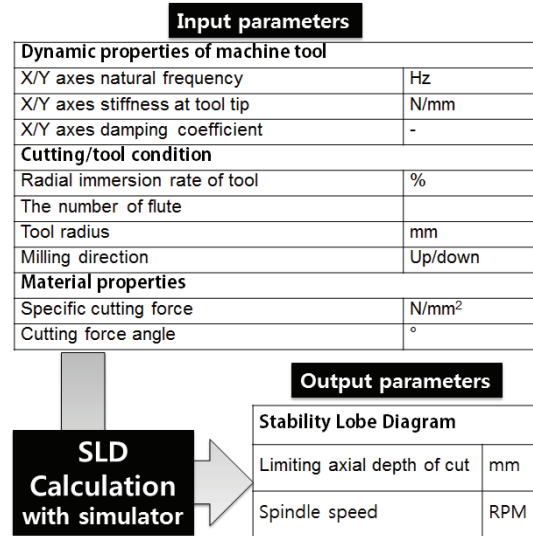 Input parameters
Dynamic properties of machine tool
X/Y axes natural frequency Hz
X/Y axes stiffness at tool tip N/mm
X/Y axes damping coefficient -
Cutting/tool condition
Radial immersion rate of tool %
The number of flute
Tool radius mm
Milling direction Up/down
Material properties
Specific cutting force N/mm²
Cutting force angle °
Output parameters
Stability Lobe Diagram
Limiting axial depth of cut mm
Spindle speed RPM
SLD
Calculation
with simulator